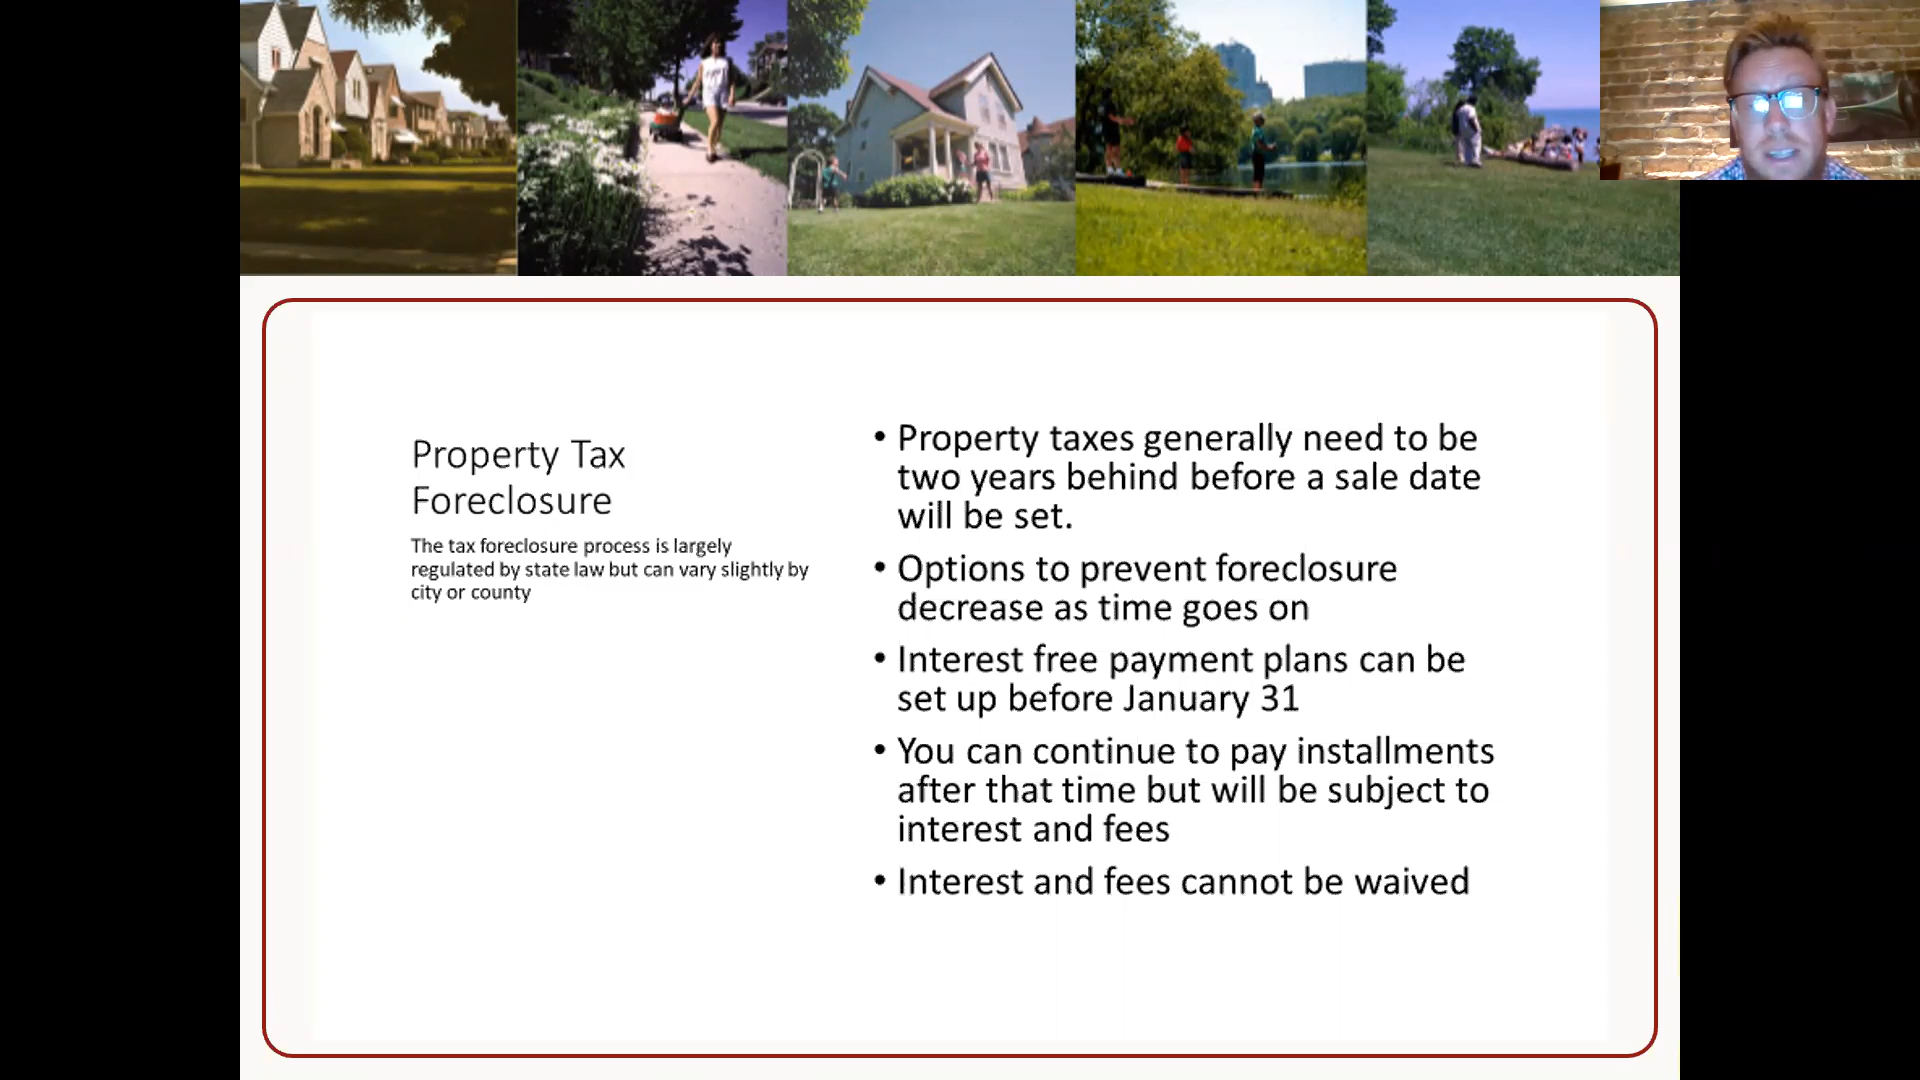 Property Tax
Foreclosure
The tax foreclosure process is largely
regulated by state law but can vary slightly by
city or county
• Property taxes generally need to be
two years behind before a sale date
will be set.
• Options to prevent foreclosure
decrease as time goes on
• Interest free payment plans can be
set up before January 31
• You can continue to pay installments
after that time but will be subject to
interest and fees
• Interest and fees cannot be waived